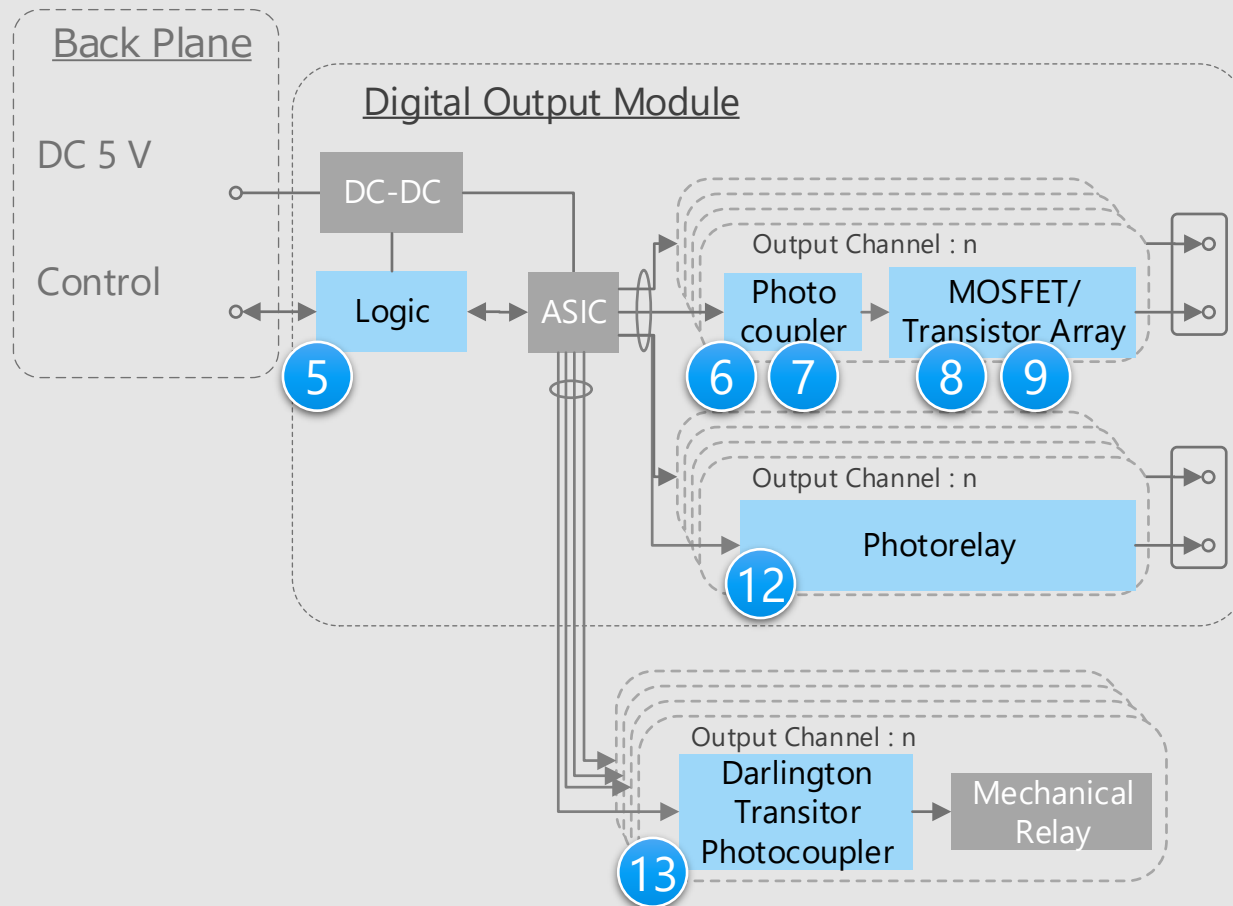 Back Plane
DC 5 V
Control
Digital Output Module
DC-DC
Logic
5
ASIC
Output Channel : n
Photo
coupler
6
7
MOSFET/
Transistor Array
8
9
Output Channel : n
Photorelay
12
Output Channel : n
Darlington
Transitor
Photocoupler
13
Mechanical
Relay